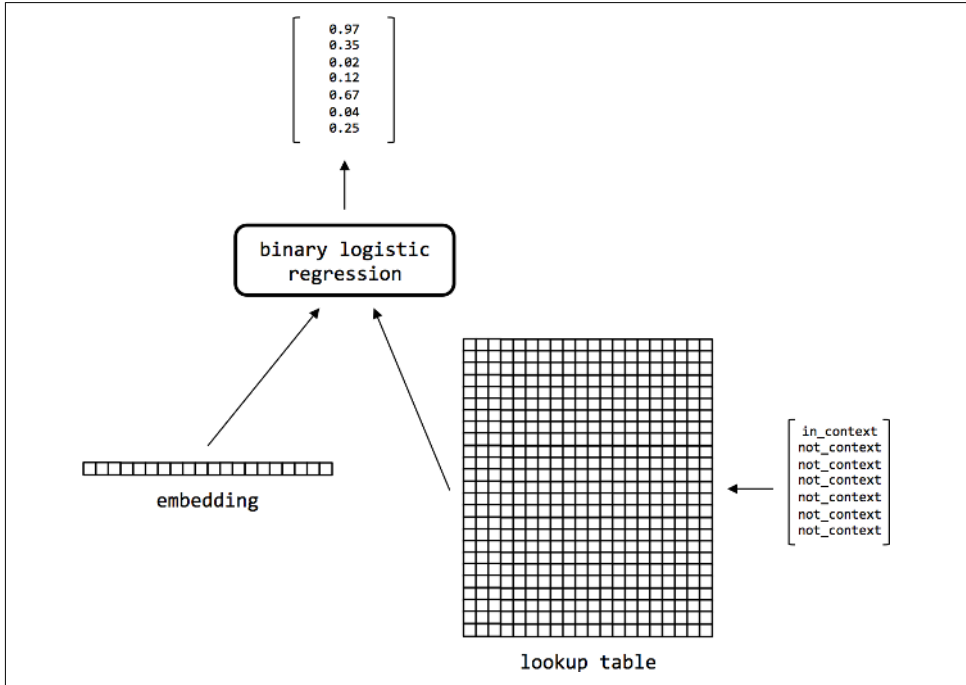 0.97
0.35
0.02
0.12
0.67
0.04
0.25
binary logistic
regression
embedding
in_context
not_context
not_context
not_context
not_context
not_context
not_context
lookup table